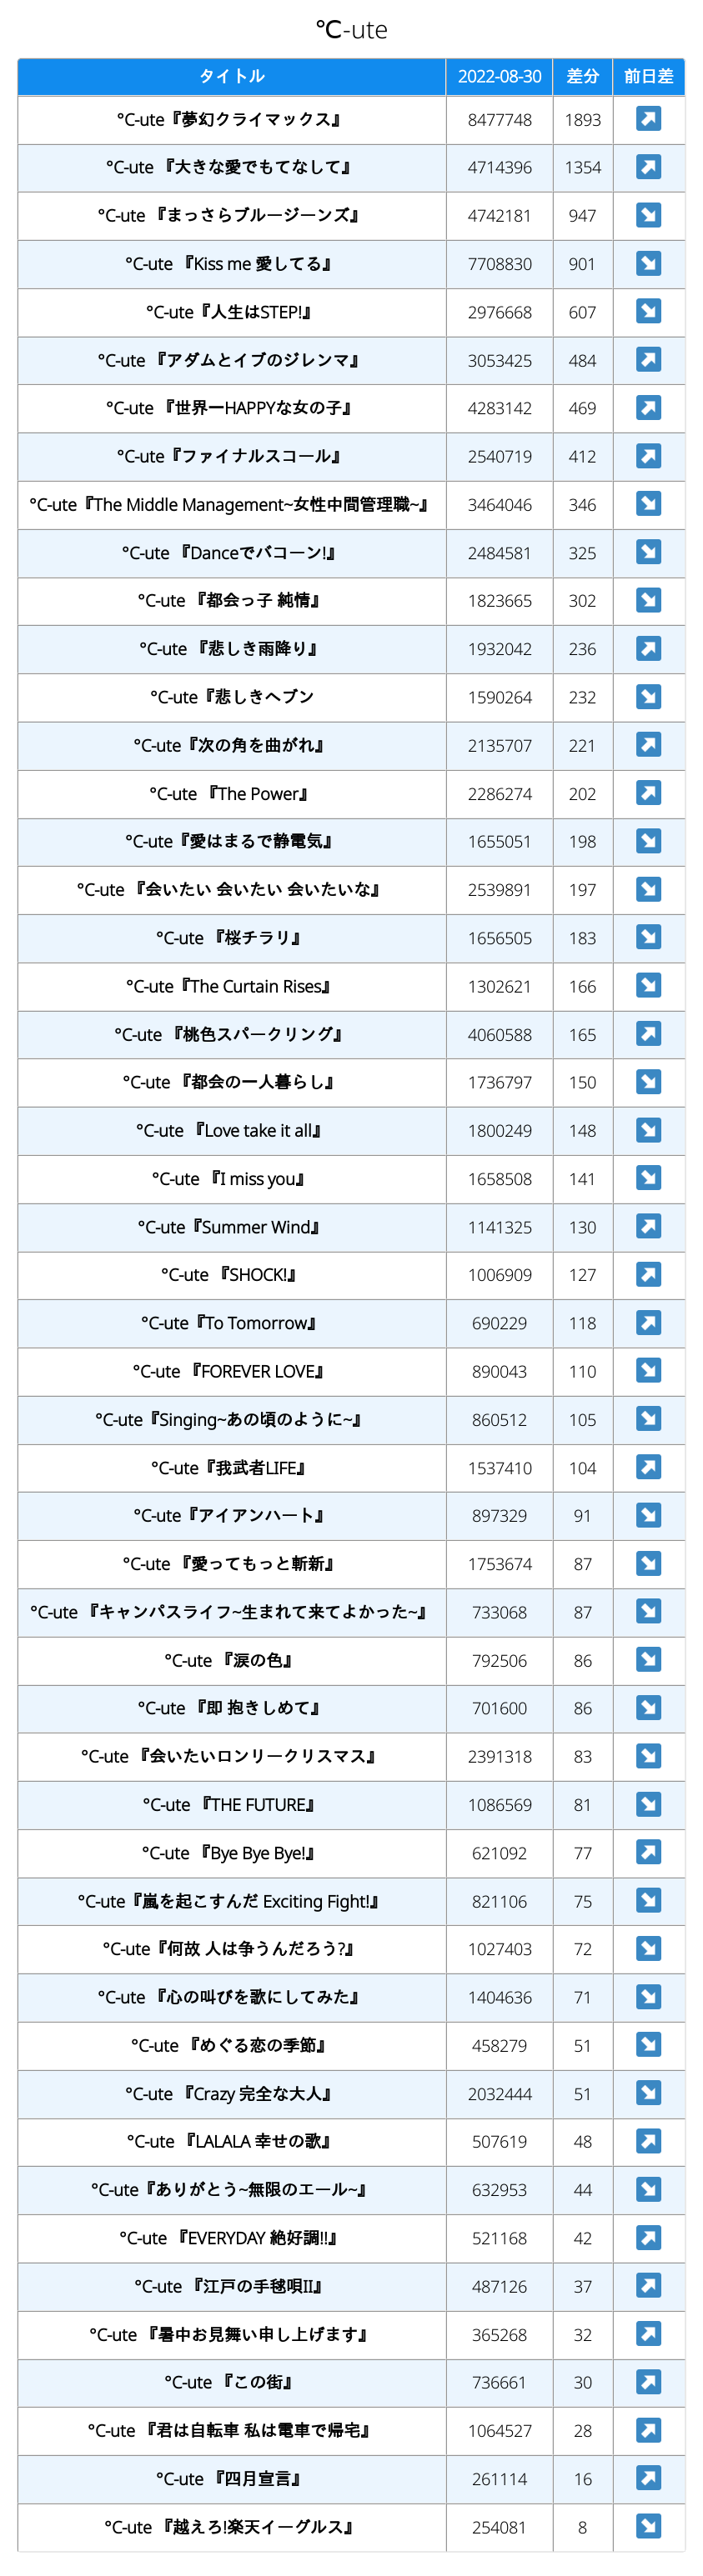 ℃-ute
タイトル 2022-08-30 差分 前日差
°C-ute『夢幻クライマックス』 8477748 1893 ↗
°C-ute 『大きな愛でもてなして』 4714396 1354 ↗
°C-ute 『まっさらブルージーンズ』 4742181 947 ↘
°C-ute 『Kiss me 愛してる』 7708830 901 ↘
°C-ute『人生はSTEP!』 2976668 607 ↘
°C-ute 『アダムとイブのジレンマ』 3053425 484 ↗
°C-ute 『世界一HAPPYな女の子』 4283142 469 ↗
°C-ute『ファイナルスコール』 2540719 412 ↗
°C-ute『The Middle Management~女性中間管理職~』 3464046 346 ↘
°C-ute 『Danceでバコーン!』 2484581 325 ↘
°C-ute 『都会っ子 純情』 1823665 302 ↘
°C-ute 『悲しき雨降り』 1932042 236 ↗
°C-ute『悲しきヘブン 1590264 232 ↘
°C-ute『次の角を曲がれ』 2135707 221 ↗
°C-ute 『The Power』 2286274 202 ↗
°C-ute『愛はまるで静電気』 1655051 198 ↘
°C-ute 『会いたい 会いたい 会いたいな』 2539891 197 ↘
°C-ute 『桜チラリ』 1656505 183 ↘
°C-ute『The Curtain Rises』 1302621 166 ↘
°C-ute 『桃色スパークリング』 4060588 165 ↗
°C-ute 『都会の一人暮らし』 1736797 150 ↘
°C-ute 『Love take it all』 1800249 148 ↘
°C-ute 『I miss you』 1658508 141 ↘
°C-ute『Summer Wind』 1141325 130 ↗
°C-ute 『SHOCK!』 1006909 127 ↗
°C-ute『To Tomorrow』 690229 118 ↗
°C-ute 『FOREVER LOVE』 890043 110 ↘
°C-ute『Singing~あの頃のように~』 860512 105 ↘
°C-ute『我武者LIFE』 1537410 104 ↗
°C-ute『アイアンハート』 897329 91 ↘
°C-ute 『愛ってもっと斬新』 1753674 87 ↘
°C-ute 『キャンパスライフ~生まれて来てよかった~』 733068 87 ↘
°C-ute 『涙の色』 792506 86 ↘
°C-ute 『即 抱きしめて』 701600 86 ↘
°C-ute 『会いたいロンリークリスマス』 2391318 83 ↘
°C-ute 『THE FUTURE』 1086569 81 ↘
°C-ute 『Bye Bye Bye!』 621092 77 ↗
°C-ute『嵐を起こすんだ Exciting Fight!』 821106 75 ↘
°C-ute『何故 人は争うんだろう?』 1027403 72 ↘
°C-ute 『心の叫びを歌にしてみた』 1404636 71 ↘
°C-ute 『めぐる恋の季節』 458279 51 ↘
°C-ute 『Crazy 完全な大人』 2032444 51 ↘
°C-ute 『LALALA 幸せの歌』 507619 48 ↗
°C-ute『ありがとう~無限のエール~』 632953 44 ↘
°C-ute 『EVERYDAY 絶好調!!』 521168 42 ↗
°C-ute 『江戸の手毬唄II』 487126 37 ↗
°C-ute 『暑中お見舞い申し上げます』 365268 32 ↗
°C-ute 『この街』 736661 30 ↗
°C-ute 『君は自転車 私は電車で帰宅』 1064527 28 ↗
°C-ute 『四月宣言』 261114 16 ↗
°C-ute 『越えろ!楽天イーグルス』 254081 8 ↘